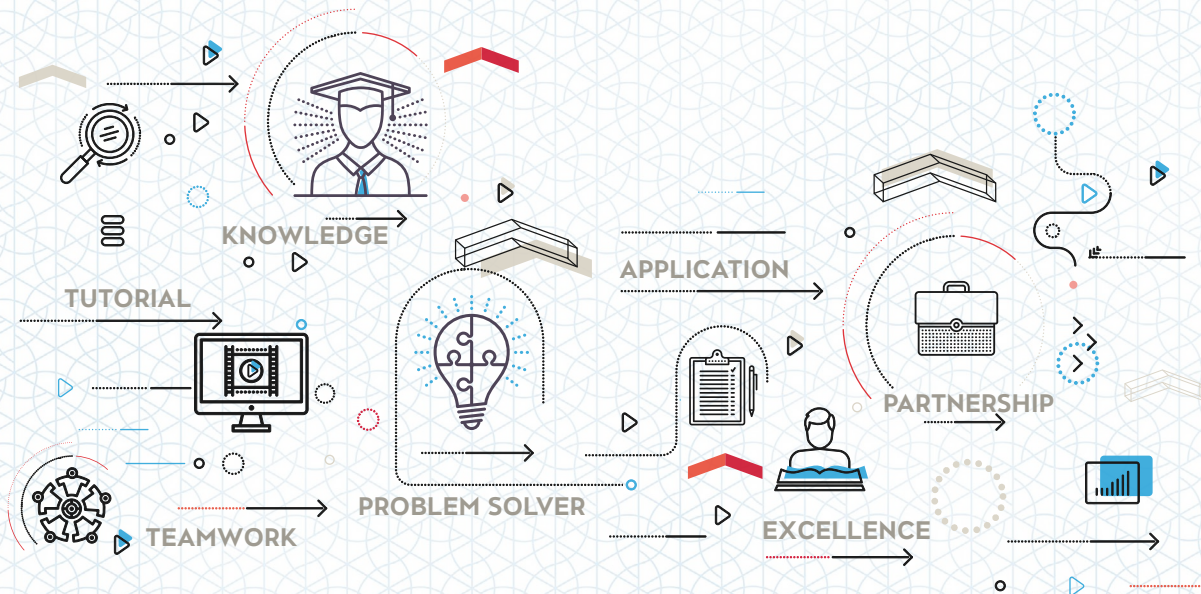 KNOWLEDGE
TUTORIAL
APPLICATION
PARTNERSHIP
PROBLEM SOLVER
TEAMWORK
EXCELLENCE